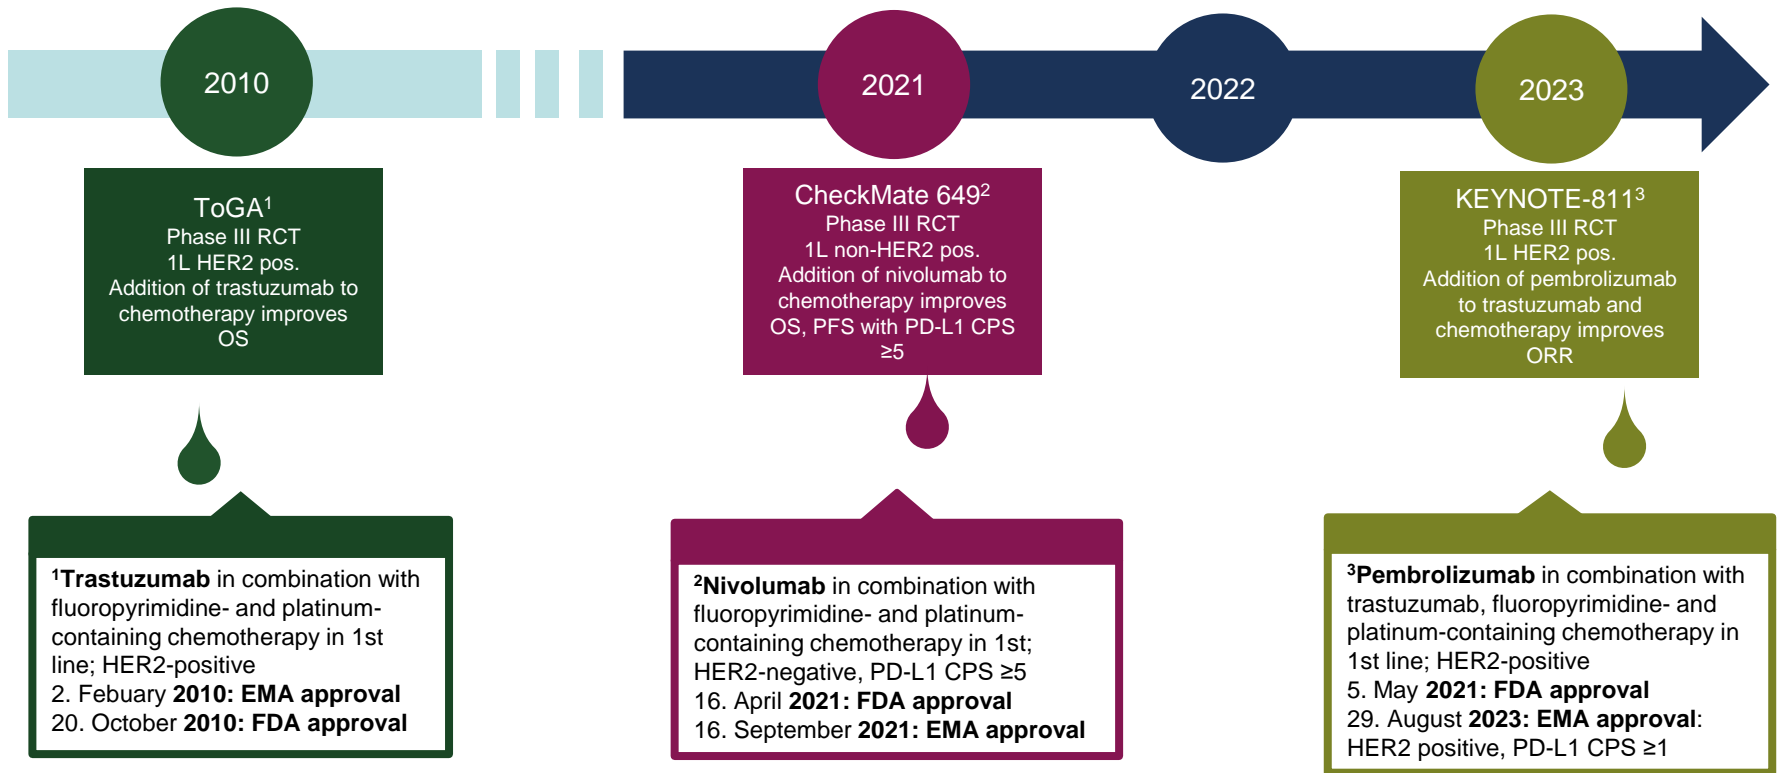 2010
2021
2022
2023
ToGA¹
Phase III RCT
1L HER2 pos.
Addition of trastuzumab to
chemotherapy improves
OS
CheckMate 649²
Phase III RCT
1L non-HER2 pos.
Addition of nivolumab to
chemotherapy improves
OS, PFS with PD-L1 CPS
≥5
KEYNOTE-811³
Phase III RCT
1L HER2 pos.
Addition of pembrolizumab
to trastuzumab and
chemotherapy improves
ORR
¹Trastuzumab in combination with
fluoropyrimidine- and platinum-
containing chemotherapy in 1st
line; HER2-positive
2. Febuary 2010: EMA approval
20. October 2010: FDA approval
²Nivolumab in combination with
fluoropyrimidine- and platinum-
containing chemotherapy in 1st;
HER2-negative, PD-L1 CPS ≥5
16. April 2021: FDA approval
16. September 2021: EMA approval
³Pembrolizumab in combination with
trastuzumab, fluoropyrimidine- and
platinum-containing chemotherapy in
1st line; HER2-positive
5. May 2021: FDA approval
29. August 2023: EMA approval:
HER2 positive, PD-L1 CPS ≥1